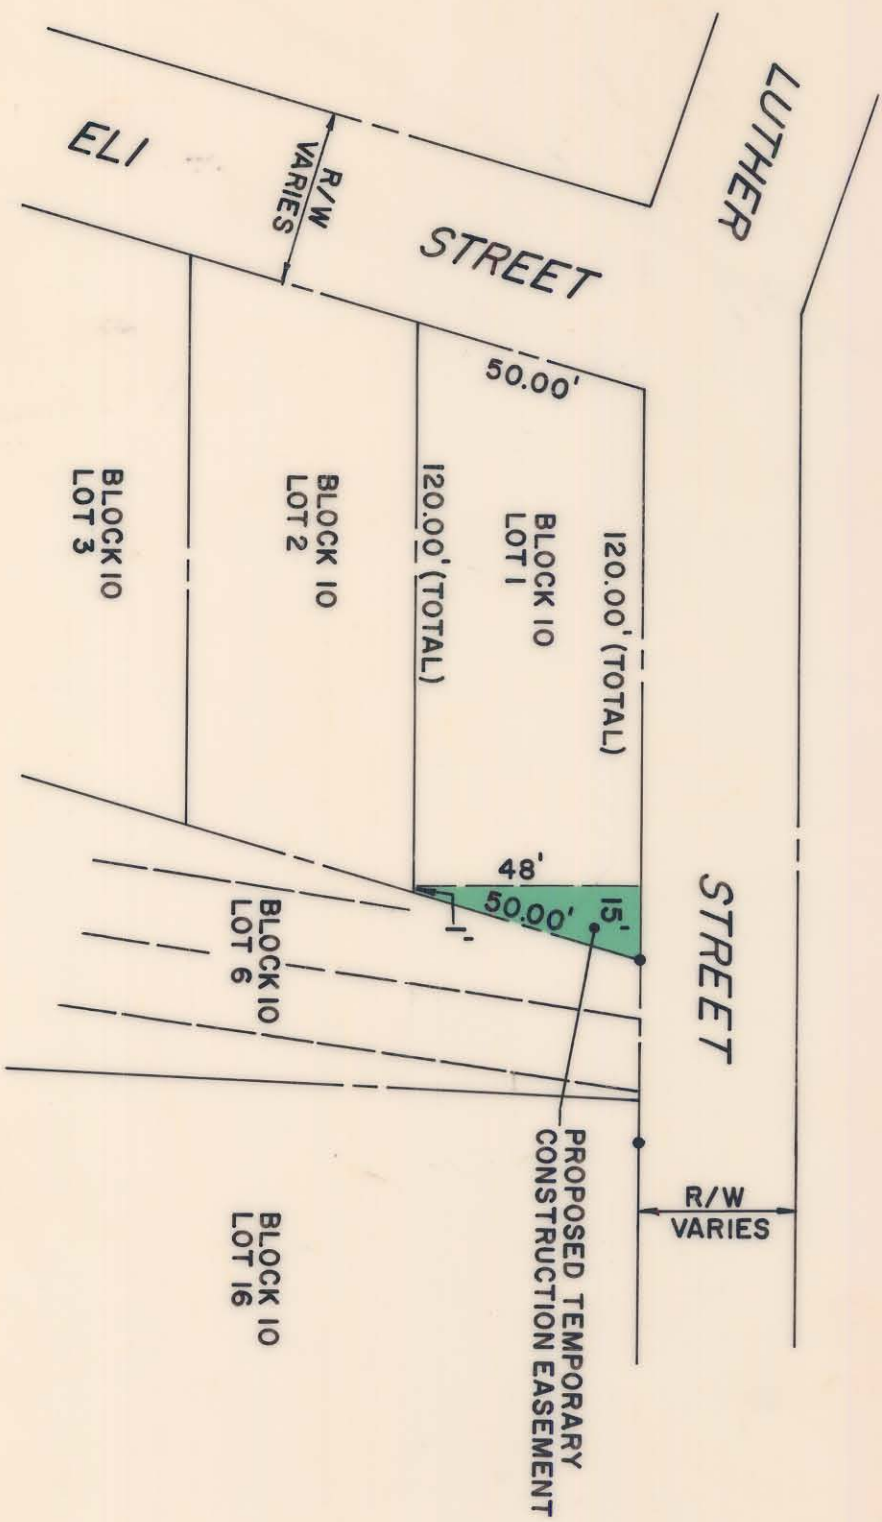 LUTHER
STREET
ELI
STREET
R/W
VARIES
50.00'
120.00' (TOTAL)
BLOCK 10
LOT 1
120.00' (TOTAL)
BLOCK 10
LOT 2
BLOCK 10
LOT 3
48'
50.00'
15'
1'
BLOCK 10
LOT 6
PROPOSED TEMPORARY
CONSTRUCTION EASEMENT
R/W
VARIES
BLOCK 10
LOT 16